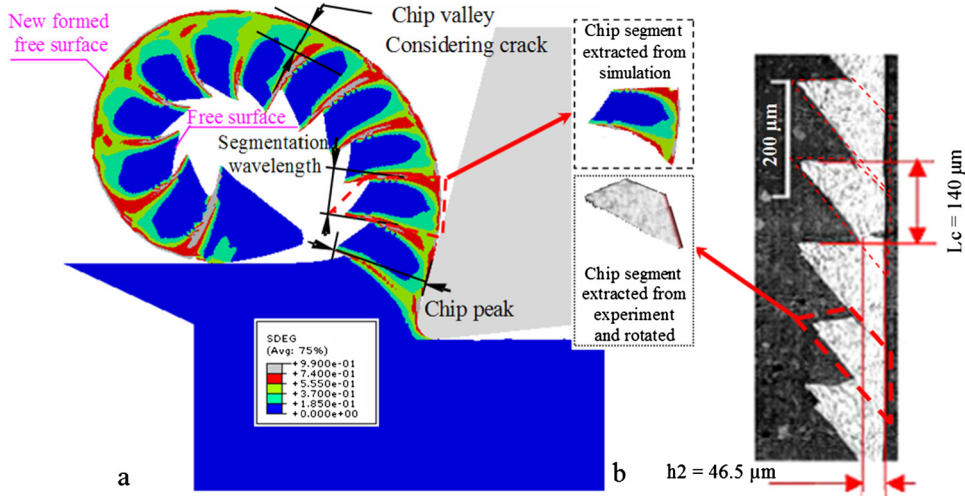 New formed
free surface
Chip valley
Considering crack
Free surface
Segmentation
wavelength
Chip peak
SDEG
(Avg: 75%)
+9.900e-01
+7.400e-01
+5.550e-01
+3.700e-01
+1.850e-01
+0.000e+00
a
Chip segment
extracted from
simulation
Chip segment
extracted from
experiment
and rotated
b
200 µm
Lc = 140 µm
h2 = 46.5 µm